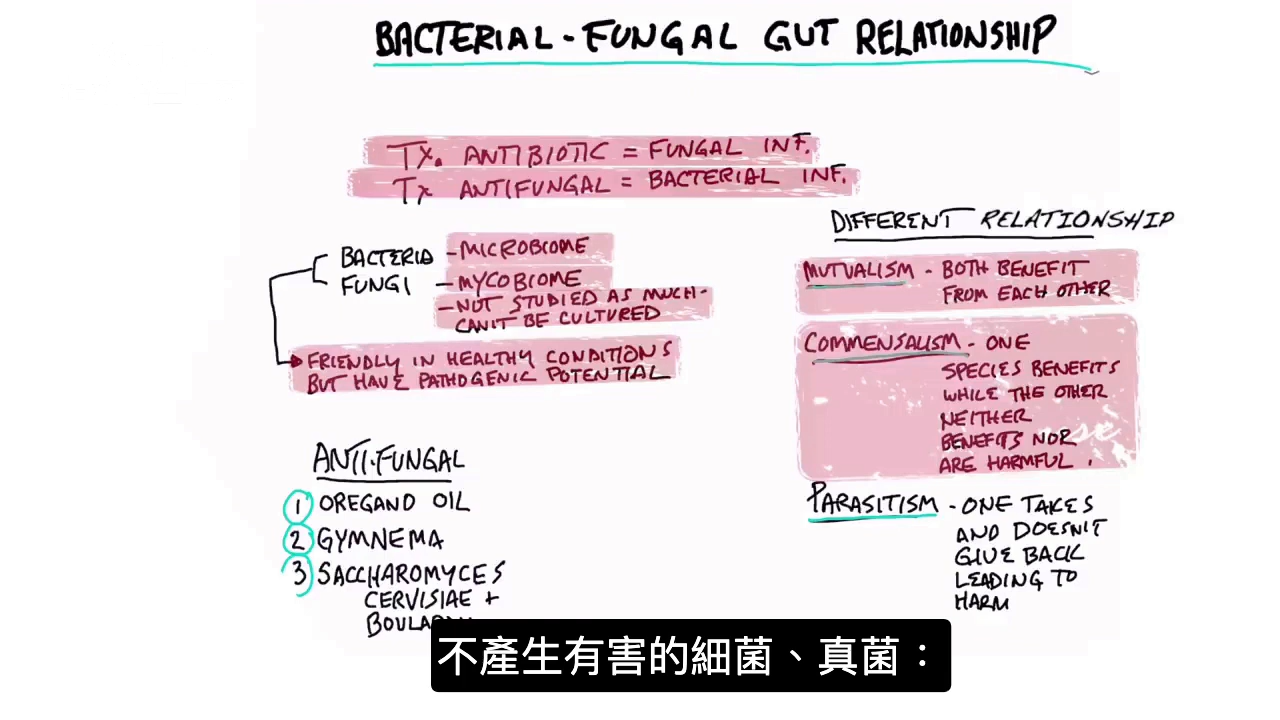 BACTERIAL-FUNGAL GUT RELATIONSHIP
TX. ANTIBIOTIC = FUNGAL INF.
TX ANTIFUNGAL = BACTERIAL INF.
BACTERIA - MICROBIOME
FUNGI - MYCOBIOME
- NOT STUDIED AS MUCH-
CAN'T BE CULTURED
FRIENDLY IN HEALTHY CONDITIONS
BUT HAVE PATHOGENIC POTENTIAL
ANTI-FUNGAL
1 OREGANO OIL
2 GYMNEMA
3 SACCHAROMYCES
CERVISIAE +
DIFFERENT RELATIONSHIP
MUTUALISM - BOTH BENEFIT
FROM EACH OTHER
COMMENSALISM - ONE
SPECIES BENEFITS
WHILE THE OTHER
NEITHER
BENEFITS NOR
ARE HARMFUL.
PARASITISM - ONE TAKES
AND DOESN'T
GIVE BACK
LEADING TO
HARM
不產生有害的細菌、真菌：